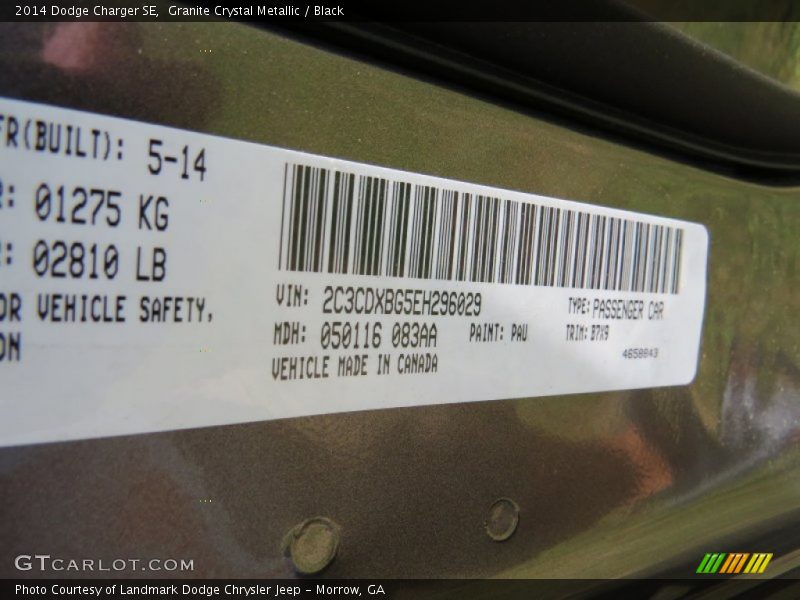 2014 Dodge Charger SE,  Granite Crystal Metallic / Black
FR(BUILT): 5-14
R: 01275 KG
R: 02810 LB
OR VEHICLE SAFETY,
ON
VIN: 2C3CDXBG5EH296029
TYPE: PASSENGER CAR
MDH: 050116 083AA
PAINT: PAU
TRIM: B7X9
VEHICLE MADE IN CANADA
4658843
GTCARLOT.COM
Photo Courtesy of Landmark Dodge Chrysler Jeep - Morrow, GA